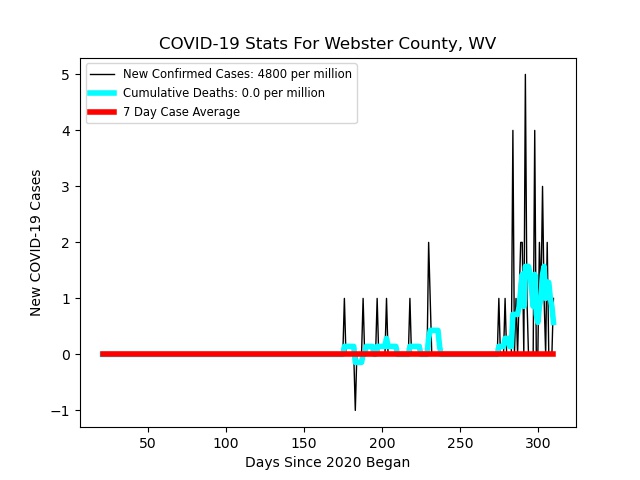 COVID-19 Stats For Webster County, WV
New Confirmed Cases: 4800 per million
Cumulative Deaths: 0.0 per million
7 Day Case Average
New COVID-19 Cases
5
4
3
2
1
0
−1
50 100 150 200 250 300
Days Since 2020 Began